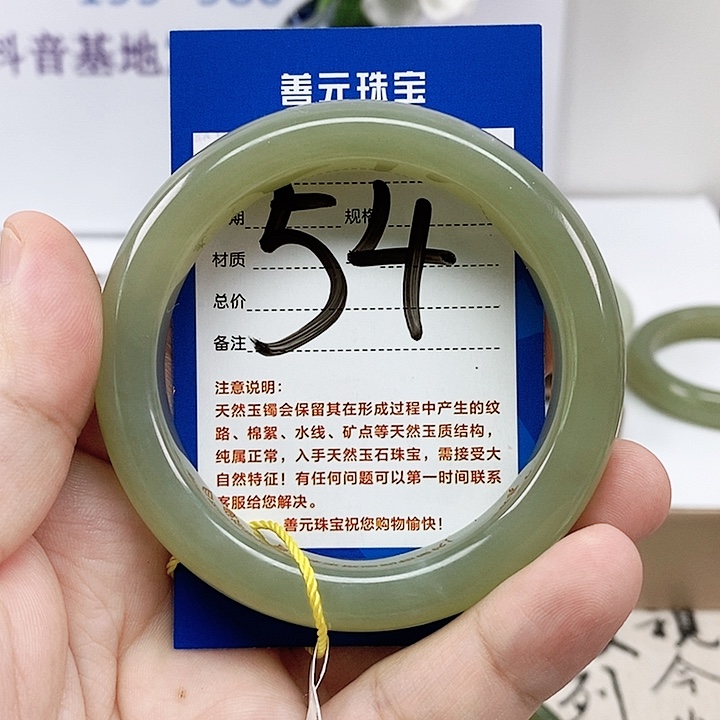 抖音基地
善元珠宝
期 规格
54
材质
总价
备注
注意说明：
天然玉镯会保留其在形成过程中产生的纹
路、棉絮、水线、矿点等天然玉质结构，
纯属正常，入手天然玉石珠宝，需接受大
自然特征！有任何问题可以第一时间联系
客服给您解决。
善元珠宝祝您购物愉快！
观
今
列